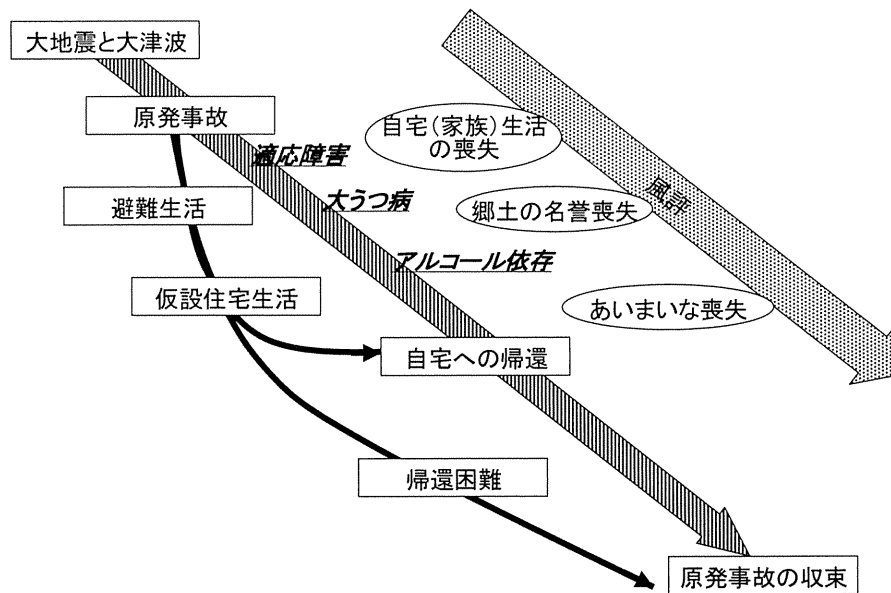 大地震と大津波
原発事故
自宅（家族）生活
の喪失
適応障害
避難生活
大うつ病
郷土の名誉喪失
風評
アルコール依存
仮設住宅生活
あいまいな喪失
自宅への帰還
帰還困難
原発事故の収束